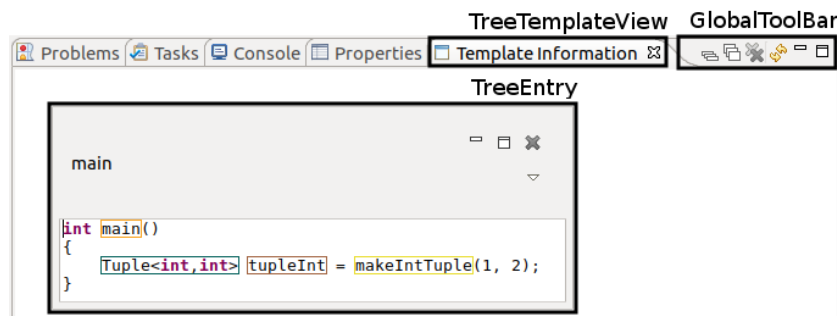 TreeTemplateView GlobalToolBar
Problems Tasks Console Properties Template Information
TreeEntry
main
int main()
{
Tuple<int,int> tupleInt = makeIntTuple(1, 2);
}